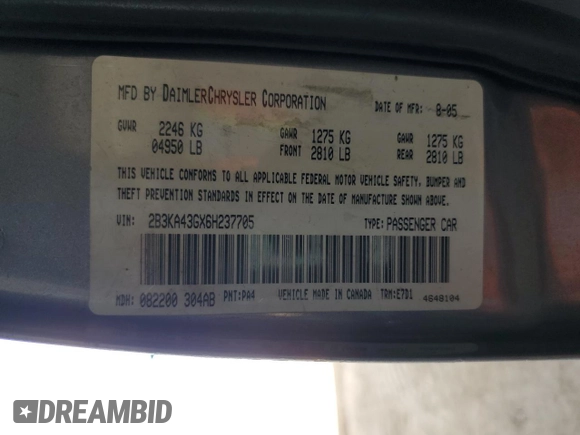 MFD BY DAIMLERCHRYSLER CORPORATION DATE OF MFR: 8-05
GVWR 2246 KG GAWR 1275 KG GAWR 1275 KG
04950 LB FRONT 2810 LB REAR 2810 LB
THIS VEHICLE CONFORMS TO ALL APPLICABLE FEDERAL MOTOR VEHICLE SAFETY, BUMPER AND
THEFT PREVENTION STANDARDS IN EFFECT ON THE DATE OF MANUFACTURE SHOWN ABOVE.
VIN: 2B3KA43GX6H237705 TYPE: PASSENGER CAR
MDH: 082200 304AB PNT:PA4 VEHICLE MADE IN CANADA TRM:E7D1 4648104
DREAMBID